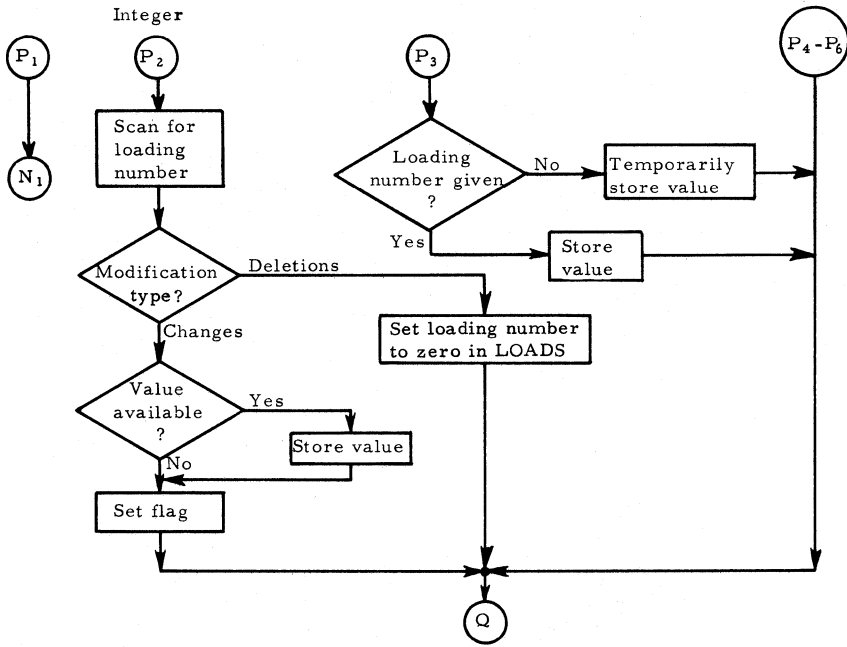 Integer
P1
P2
P3
P4-P6
Scan for
loading
number
N1
Loading
number given
?
No
Temporarily
store value
Yes
Store
value
Modification
type?
Deletions
Changes
Set loading number
to zero in LOADS
Value
available
?
Yes
Store value
No
Set flag
Q